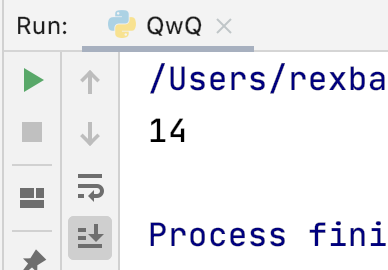 Run: QwQ
/Users/rexba
14
Process fini